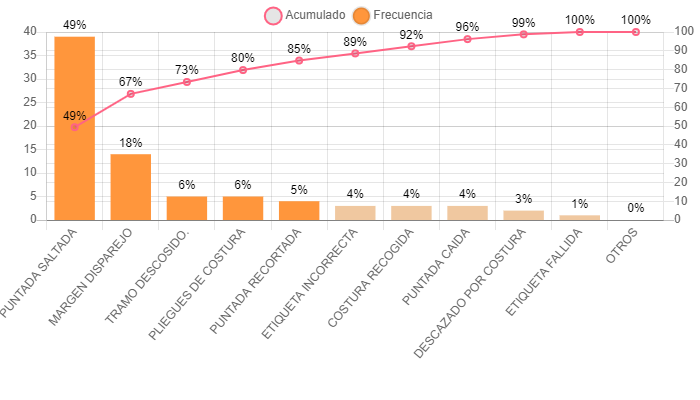 Acumulado Frecuencia
49% 67% 73% 80% 85% 89% 92% 96% 99% 100% 100%
49% 18% 6% 6% 5% 4% 4% 4% 3% 1% 0%
40
35
30
25
20
15
10
5
0
100
90
80
70
60
50
40
30
20
10
0
49%
PUNTADA SALTADA
MARGEN DISPAREJO
TRAMO DESCOSIDO.
PLIEGUES DE COSTURA
PUNTADA RECORTADA
ETIQUETA INCORRECTA
COSTURA RECOGIDA
PUNTADA CAIDA
DESCAZADO POR COSTURA
ETIQUETA FALLIDA
OTROS